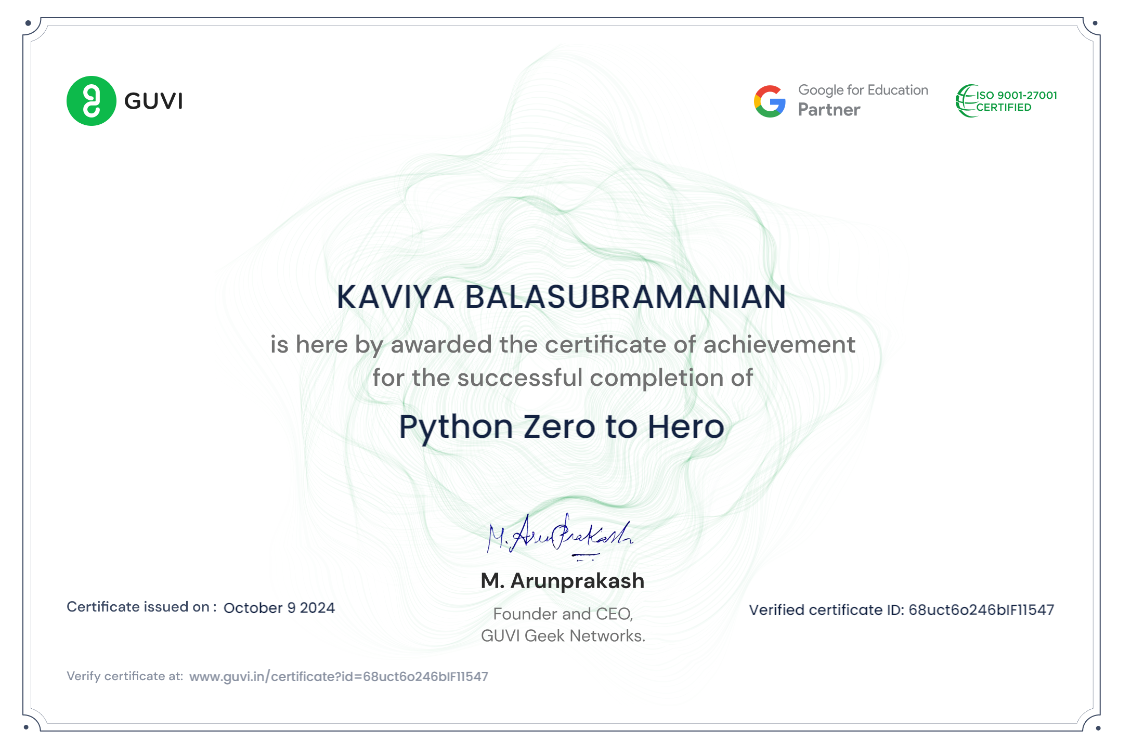 GUVI
Google for Education
Partner
ISO 9001-27001
CERTIFIED
KAVIYA BALASUBRAMANIAN
is here by awarded the certificate of achievement
for the successful completion of
Python Zero to Hero
M. ArunPrakash
M. Arunprakash
Founder and CEO,
GUVI Geek Networks.
Certificate issued on : October 9 2024
Verified certificate ID: 68uct6o246bIF11547
Verify certificate at: www.guvi.in/certificate?id=68uct6o246bIF11547